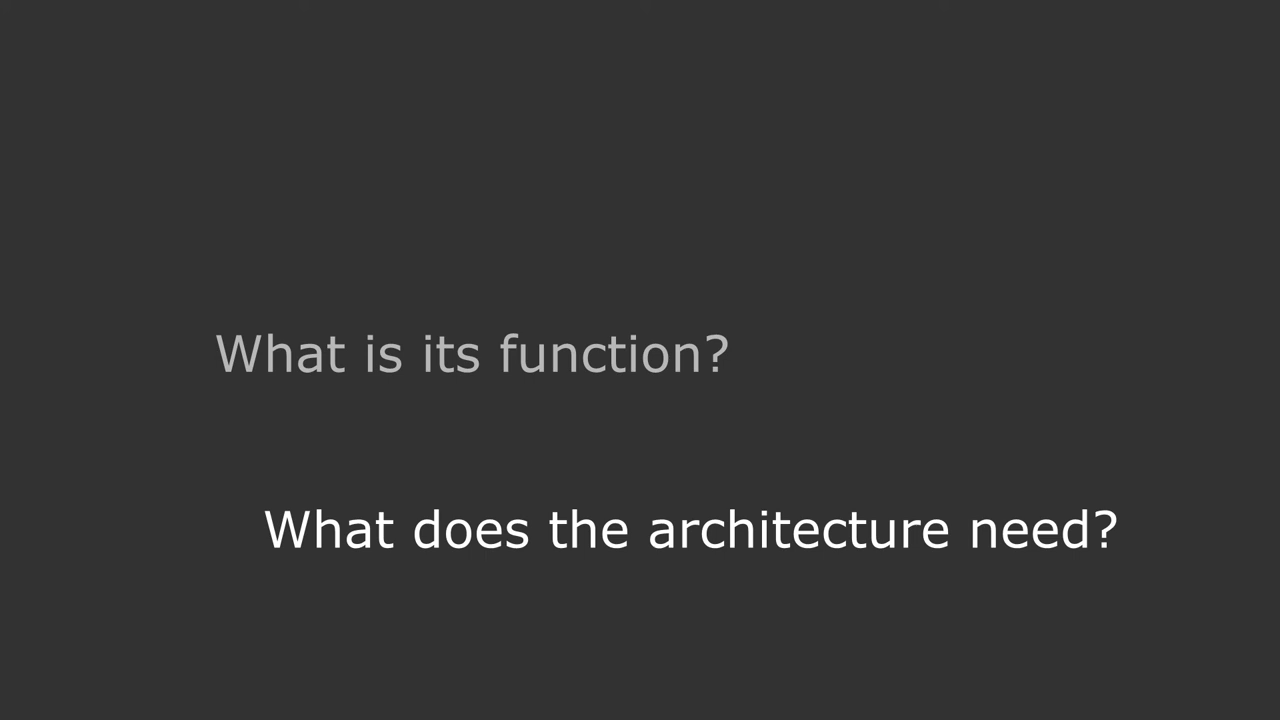 What is its function?
What does the architecture need?